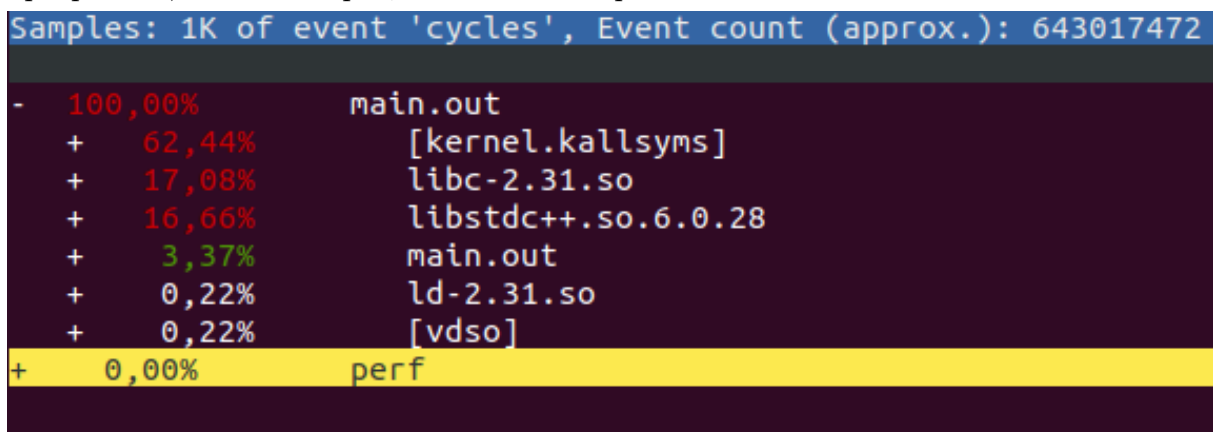 Samples: 1K of event 'cycles', Event count (approx.): 643017472
- 100,00% main.out
+ 62,44% [kernel.kallsyms]
+ 17,08% libc-2.31.so
+ 16,66% libstdc++.so.6.0.28
+ 3,37% main.out
+ 0,22% ld-2.31.so
+ 0,22% [vdso]
+ 0,00% perf